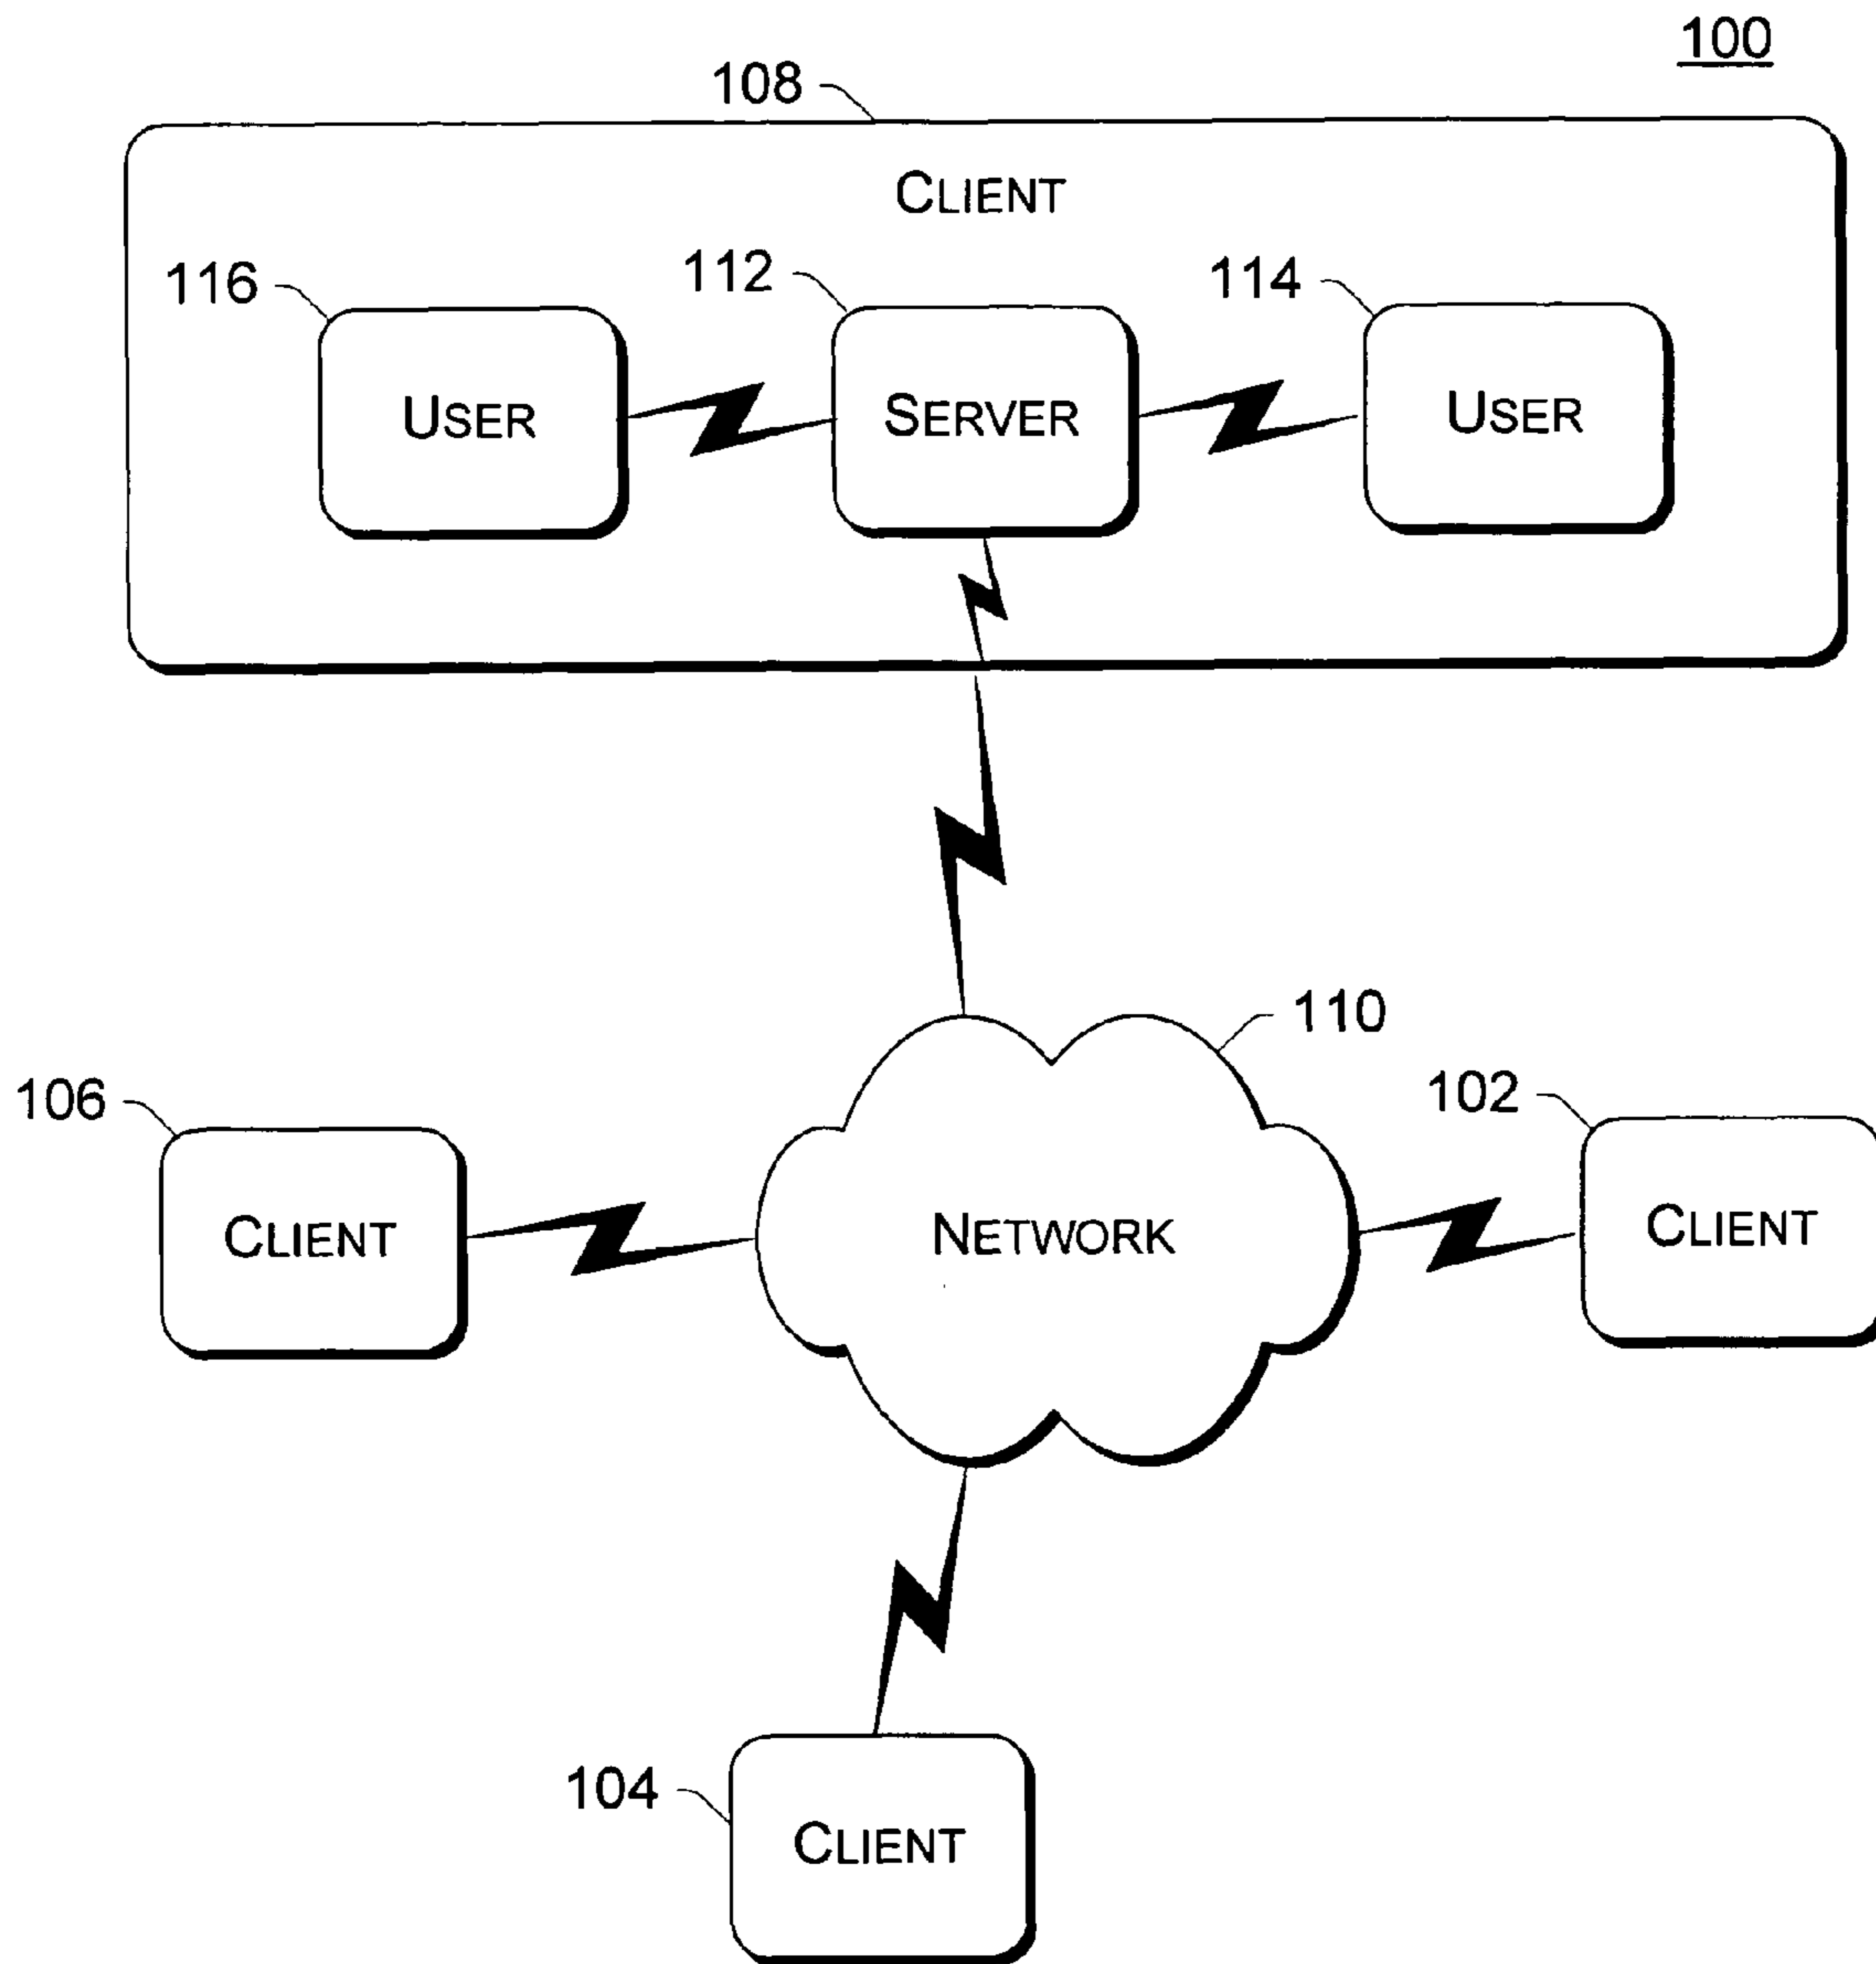 100
108
CLIENT
116
112
114
USER
SERVER
USER
110
106
102
CLIENT
NETWORK
CLIENT
104
CLIENT